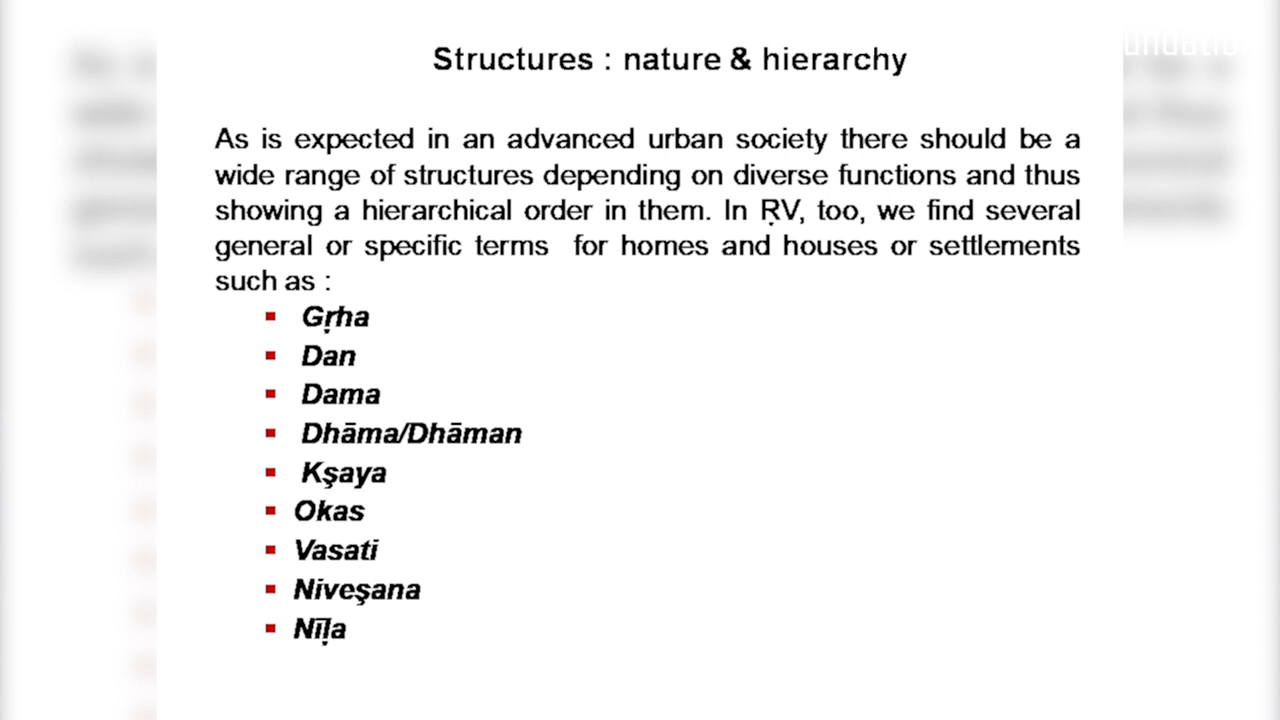 Structures : nature & hierarchy
As is expected in an advanced urban society there should be a
wide range of structures depending on diverse functions and thus
showing a hierarchical order in them. In ṚV, too, we find several
general or specific terms for homes and houses or settlements
such as :
▪ Gṛha
▪ Dan
▪ Dama
▪ Dhāma/Dhāman
▪ Kşaya
▪ Okas
▪ Vasati
▪ Niveşana
▪ Nīḷa